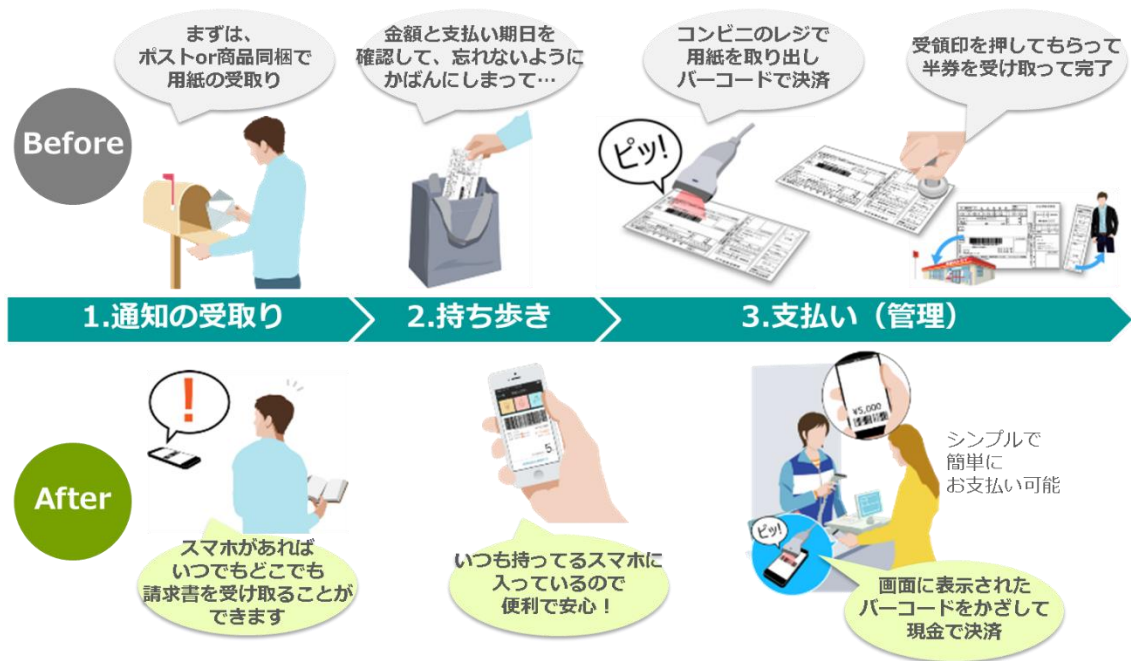 まずは、
ポストor商品同梱で
用紙の受取り
金額と支払い期日を
確認して、忘れないように
かばんにしまって…
コンビニのレジで
用紙を取り出し
バーコードで決済
受領印を押してもらって
半券を受け取って完了
Before
ピッ!
1.通知の受取り
2.持ち歩き
3.支払い（管理）
!
¥5,000
シンプルで
簡単に
お支払い可能
After
ピッ!
スマホがあれば
いつでもどこでも
請求書を受け取ることが
できます
いつも持ってるスマホに
入っているので
便利で安心！
画面に表示された
バーコードをかざして
現金で決済